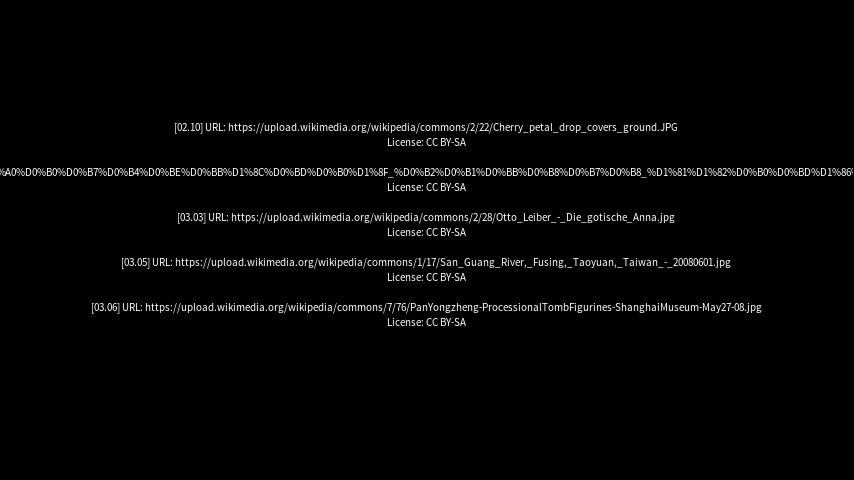 [02.10] URL: https://upload.wikimedia.org/wikipedia/commons/2/22/Cherry_petal_drop_covers_ground.JPG
License: CC BY-SA
%A0%D0%B0%D0%B7%D0%B4%D0%BE%D0%BB%D1%8C%D0%BD%D0%B0%D1%8F_%D0%B2%D0%B1%D0%BB%D0%B8%D0%B7%D0%B8_%D1%81%D1%82%D0%B0%D0%BD%D1%86%
License: CC BY-SA
[03.03] URL: https://upload.wikimedia.org/wikipedia/commons/2/28/Otto_Leiber_-_Die_gotische_Anna.jpg
License: CC BY-SA
[03.05] URL: https://upload.wikimedia.org/wikipedia/commons/1/17/San_Guang_River,_Fusing,_Taoyuan,_Taiwan_-_20080601.jpg
License: CC BY-SA
[03.06] URL: https://upload.wikimedia.org/wikipedia/commons/7/76/PanYongzheng-ProcessionalTombFigurines-ShanghaiMuseum-May27-08.jpg
License: CC BY-SA